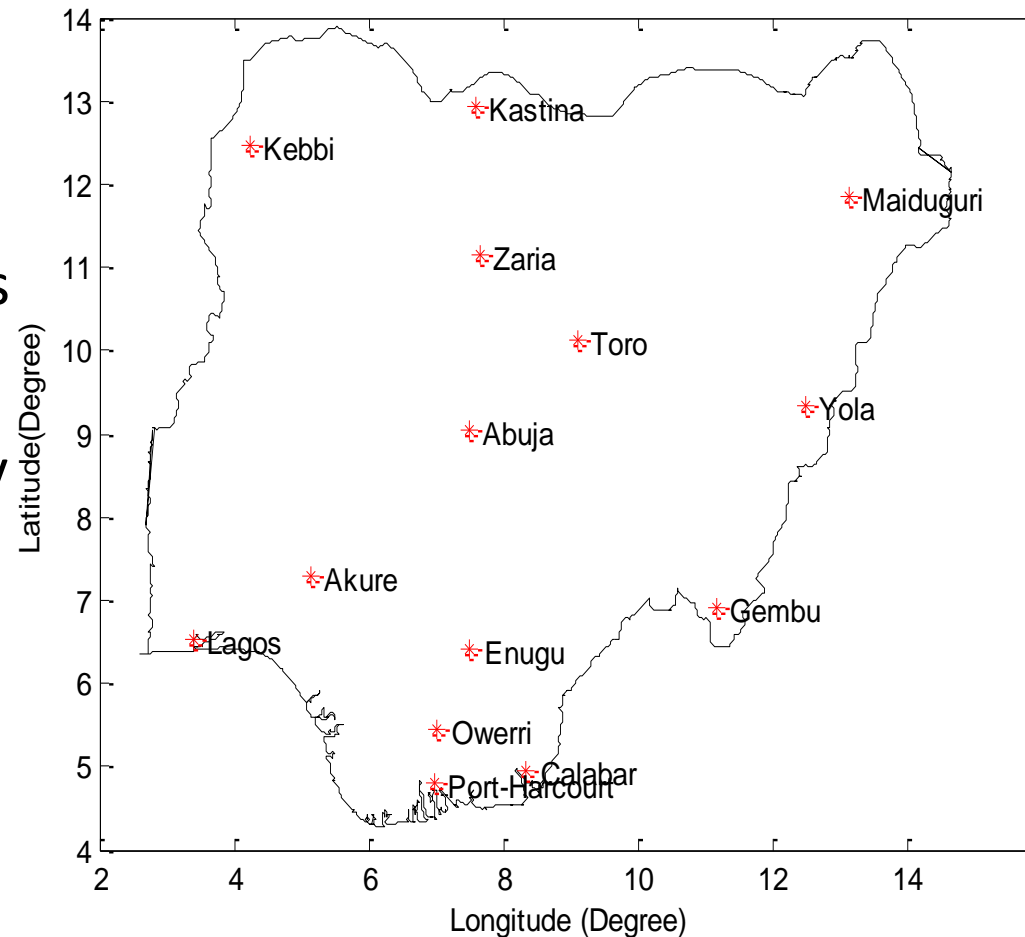 14
13
12
11
10
9
8
7
6
5
4
Latitude(Degree)
s
y
Kastina
Kebbi
Maiduguri
Zaria
Toro
Yola
Abuja
Akure
Gembu
Lagos
Enugu
Owerri
Calabar
Port-Harcourt
2 4 6 8 10 12 14
Longitude (Degree)